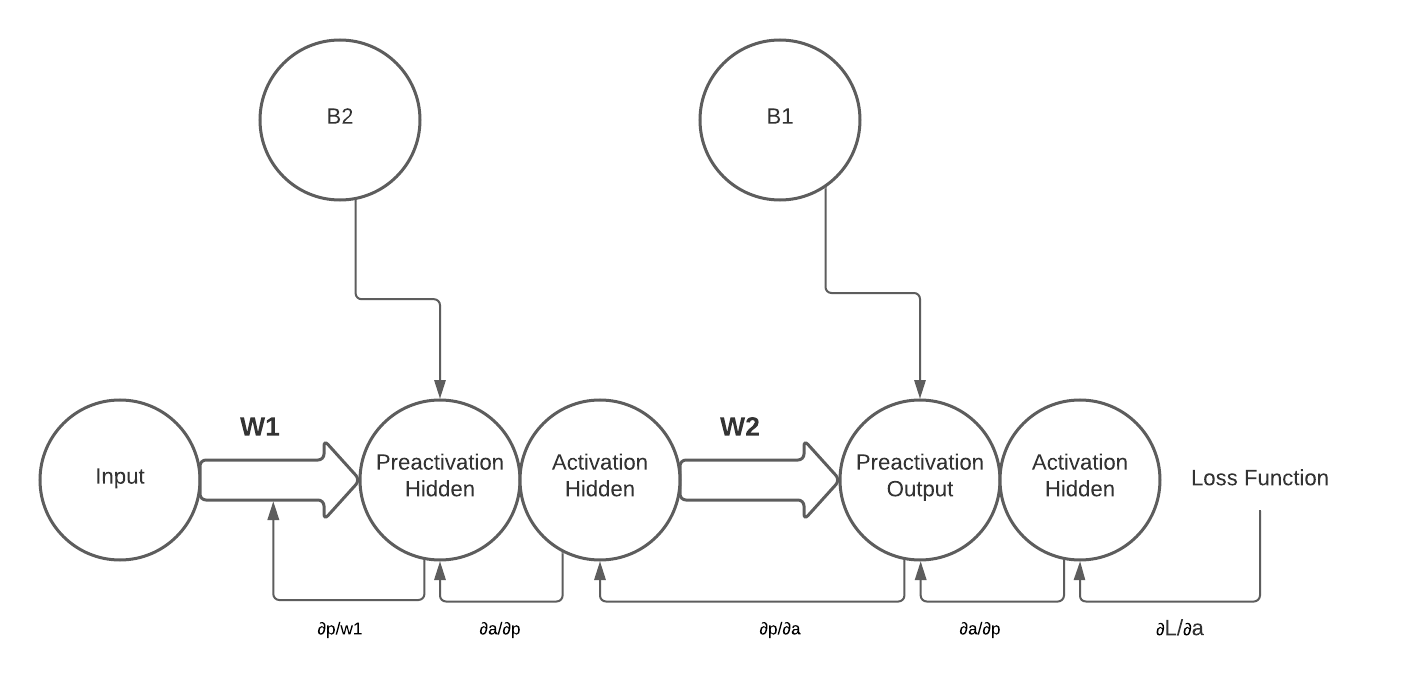 B2
B1
W1
W2
Input
Preactivation
Hidden
Activation
Hidden
Preactivation
Output
Activation
Hidden
Loss Function
∂p/w1
∂a/∂p
∂p/∂a
∂a/∂p
∂L/∂a